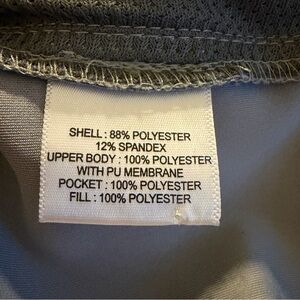 SHELL : 88% POLYESTER
12% SPANDEX
UPPER BODY : 100% POLYESTER
WITH PU MEMBRANE
POCKET : 100% POLYESTER
FILL : 100% POLYESTER